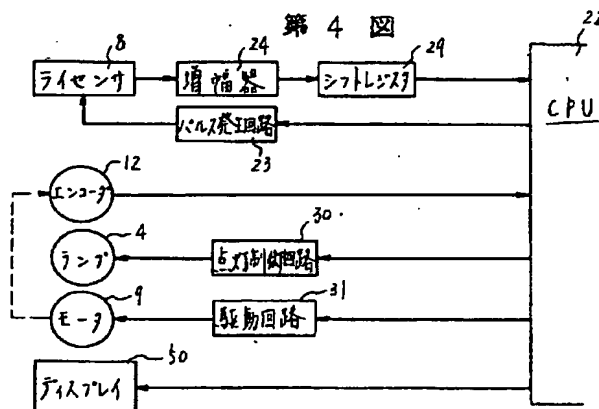 第 4 図
8
24
29
22
ライセンサ
増幅器
シフトレジスタ
CPU
パルス発生回路
23
12
エンコーダ
4
30
ランプ
点灯制御回路
9
31
モータ
駆動回路
50
ディスプレイ